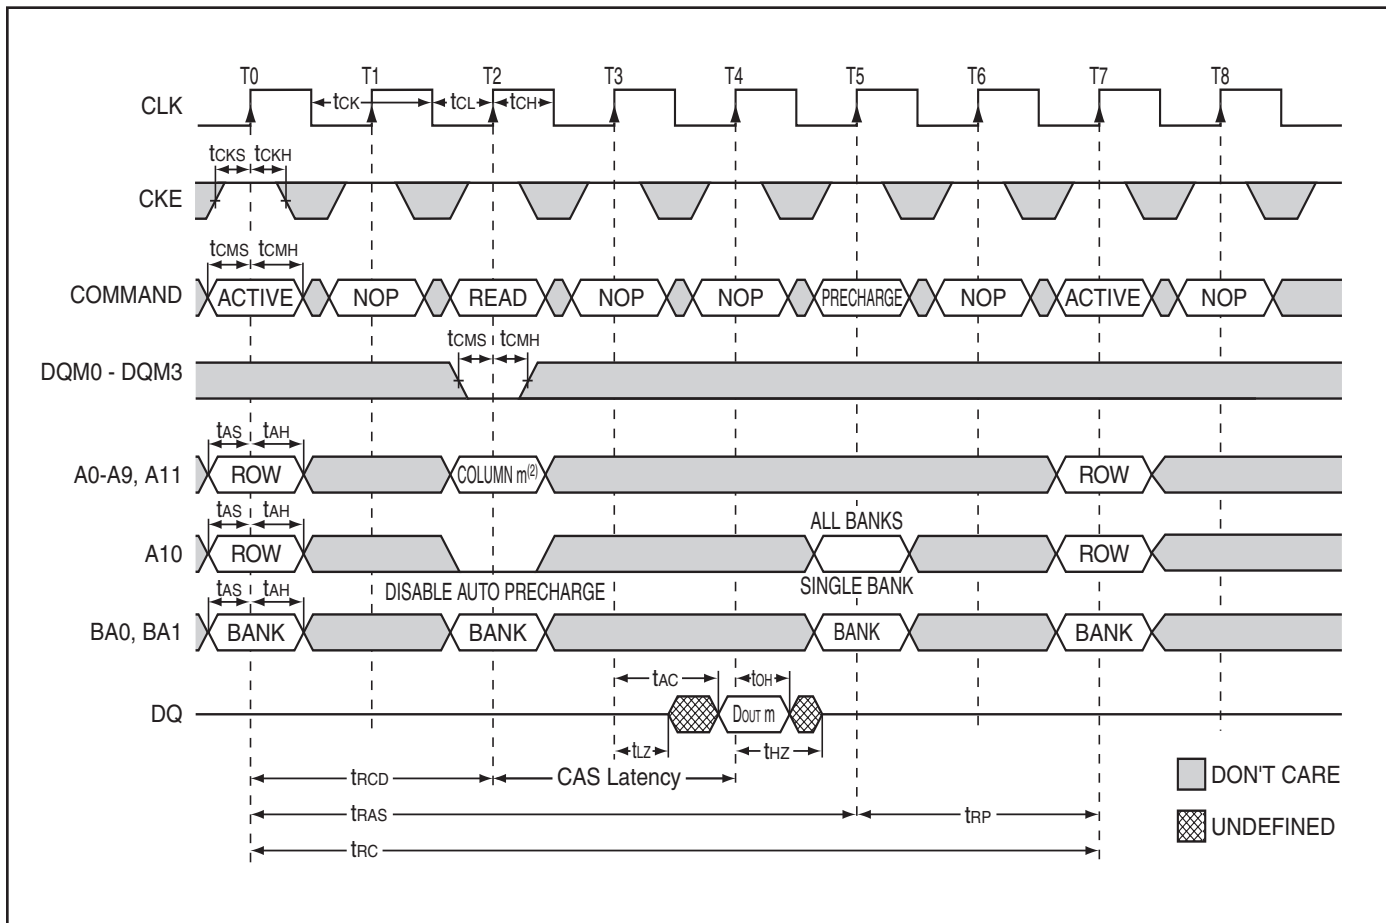 T0 T1 T2 T3 T4 T5 T6 T7 T8
CLK tCK tCL tCH
tCKS tCKH
CKE
tCMS tCMH
COMMAND ACTIVE NOP READ NOP NOP PRECHARGE NOP ACTIVE NOP
tCMS tCMH
DQM0 - DQM3
tAS tAH
A0-A9, A11 ROW COLUMN m(2) ROW
tAS tAH ALL BANKS
A10 ROW ROW
DISABLE AUTO PRECHARGE SINGLE BANK
tAS tAH
BA0, BA1 BANK BANK BANK BANK
tAC tOH
DQ DOUT m
tLZ tHZ
tRCD CAS Latency
DON'T CARE
tRAS tRP
UNDEFINED
tRC